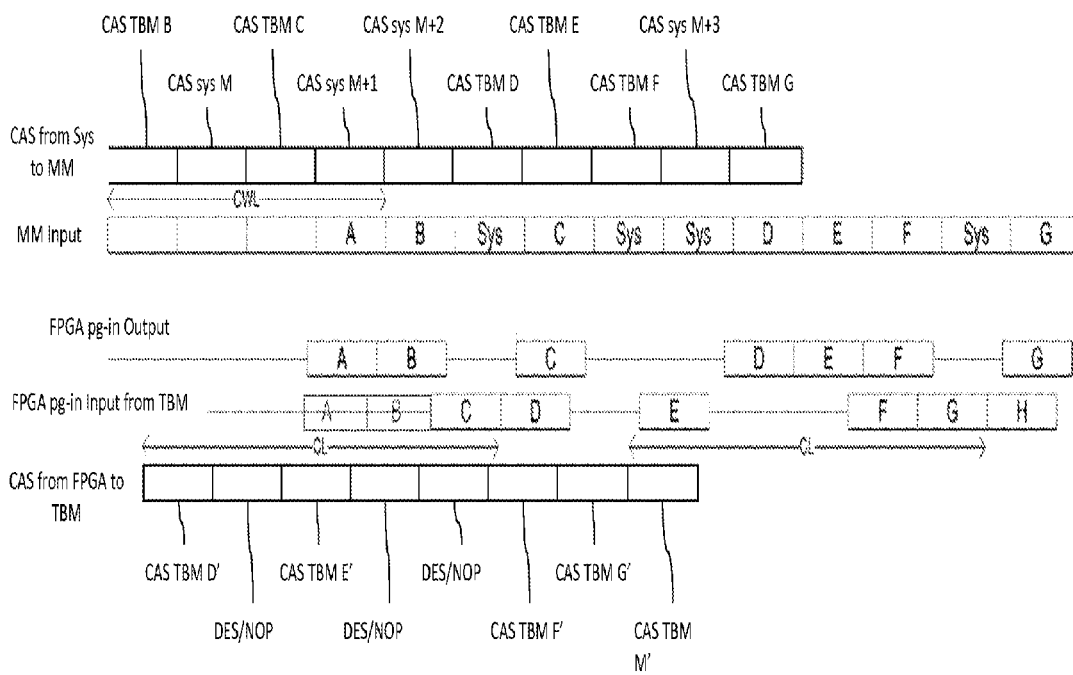 CAS TBM B CAS TBM C CAS sys M+2 CAS TBM E CAS sys M+3
CAS sys M CAS sys M+1 CAS TBM D CAS TBM F CAS TBM G
CAS from Sys
to MM
CWL
MM Input A B Sys C Sys Sys D E F Sys G
FPGA pg-in Output
A B C D E F G
FPGA pg-in Input from TBM A B C D E F G H
CL CL
CAS from FPGA to
TBM
CAS TBM D' CAS TBM E' DES/NOP CAS TBM G'
DES/NOP DES/NOP CAS TBM F' CAS TBM
M'